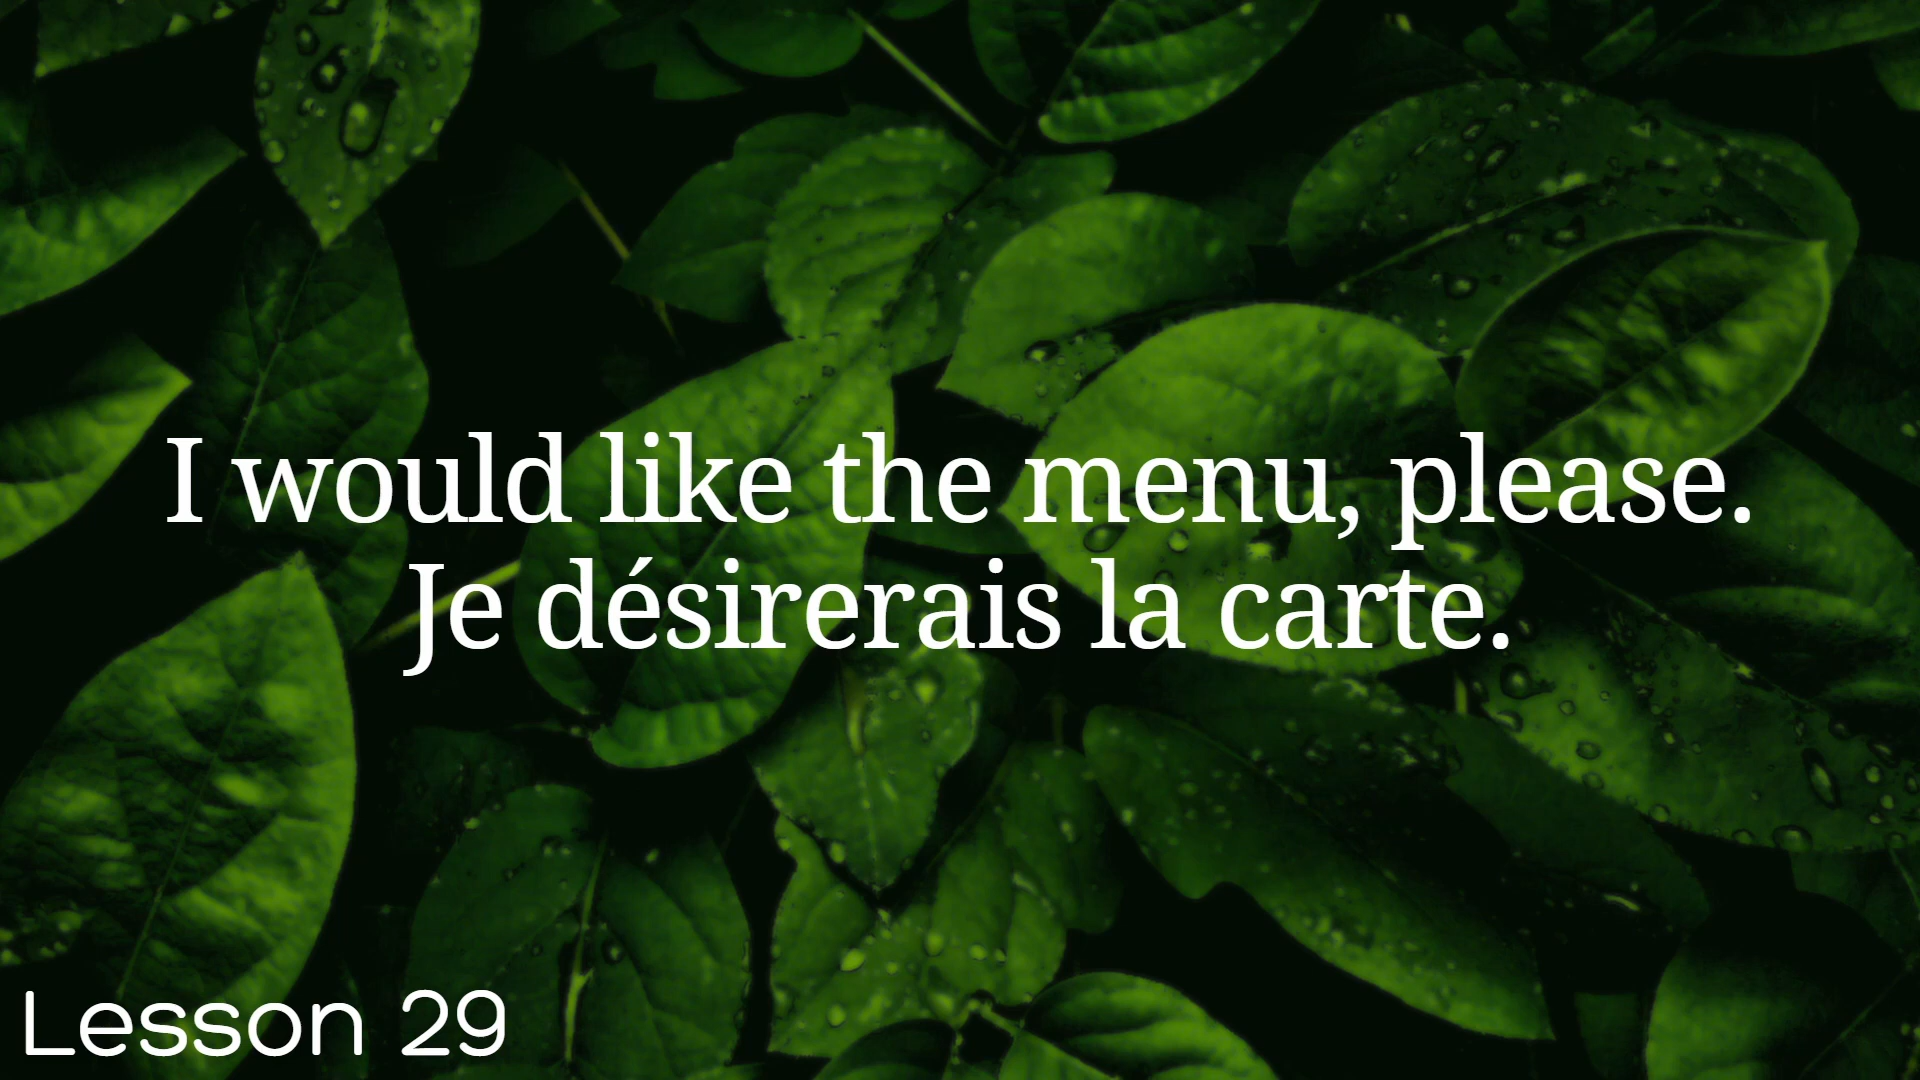 I would like the menu, please.
Je désirerais la carte.
Lesson 29